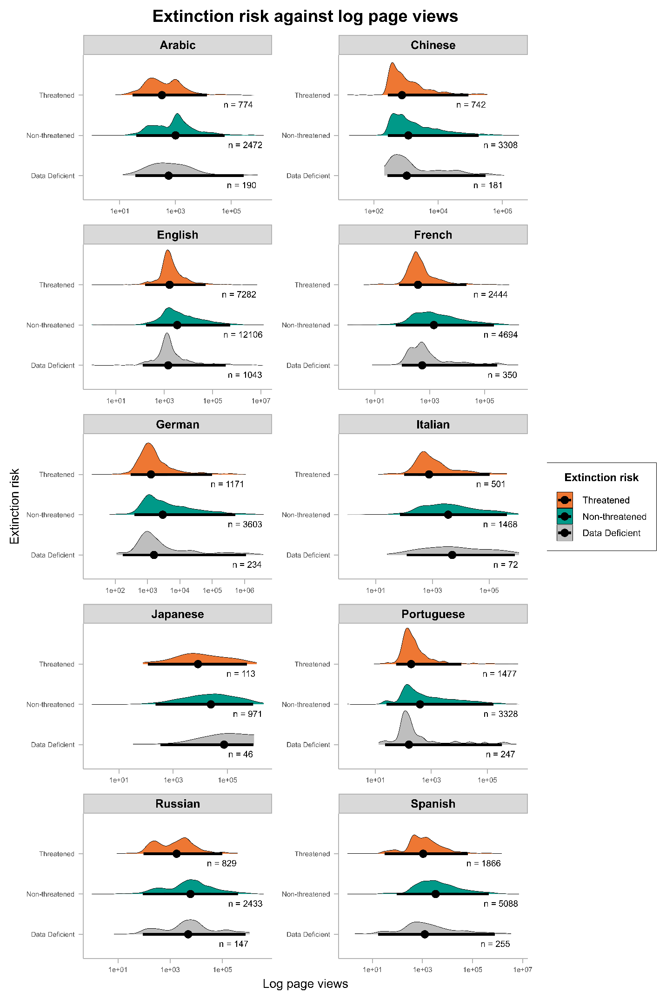 Extinction risk against log page views
Arabic
Threatened
n = 774
Non-threatened
n = 2472
Data Deficient
n = 190
1e+01 1e+03 1e+05
Chinese
Threatened
n = 742
Non-threatened
n = 3308
Data Deficient
n = 181
1e+02 1e+04 1e+06
English
Threatened
n = 7282
Non-threatened
n = 12106
Data Deficient
n = 1043
1e+01 1e+03 1e+05 1e+07
French
Threatened
n = 2444
Non-threatened
n = 4694
Data Deficient
n = 350
1e+01 1e+03 1e+05
German
Threatened
n = 1171
Non-threatened
n = 3603
Data Deficient
n = 234
1e+02 1e+03 1e+04 1e+05 1e+06
Italian
Threatened
n = 501
Non-threatened
n = 1468
Data Deficient
n = 72
1e+01 1e+03 1e+05
Japanese
Threatened
n = 113
Non-threatened
n = 971
Data Deficient
n = 46
1e+01 1e+03 1e+05
Portuguese
Threatened
n = 1477
Non-threatened
n = 3328
Data Deficient
n = 247
1e+01 1e+03 1e+05
Russian
Threatened
n = 829
Non-threatened
n = 2433
Data Deficient
n = 147
1e+01 1e+03 1e+05
Spanish
Threatened
n = 1866
Non-threatened
n = 5088
Data Deficient
n = 255
1e+01 1e+03 1e+05 1e+07
Extinction risk
Log page views
Extinction risk
Threatened
Non-threatened
Data Deficient